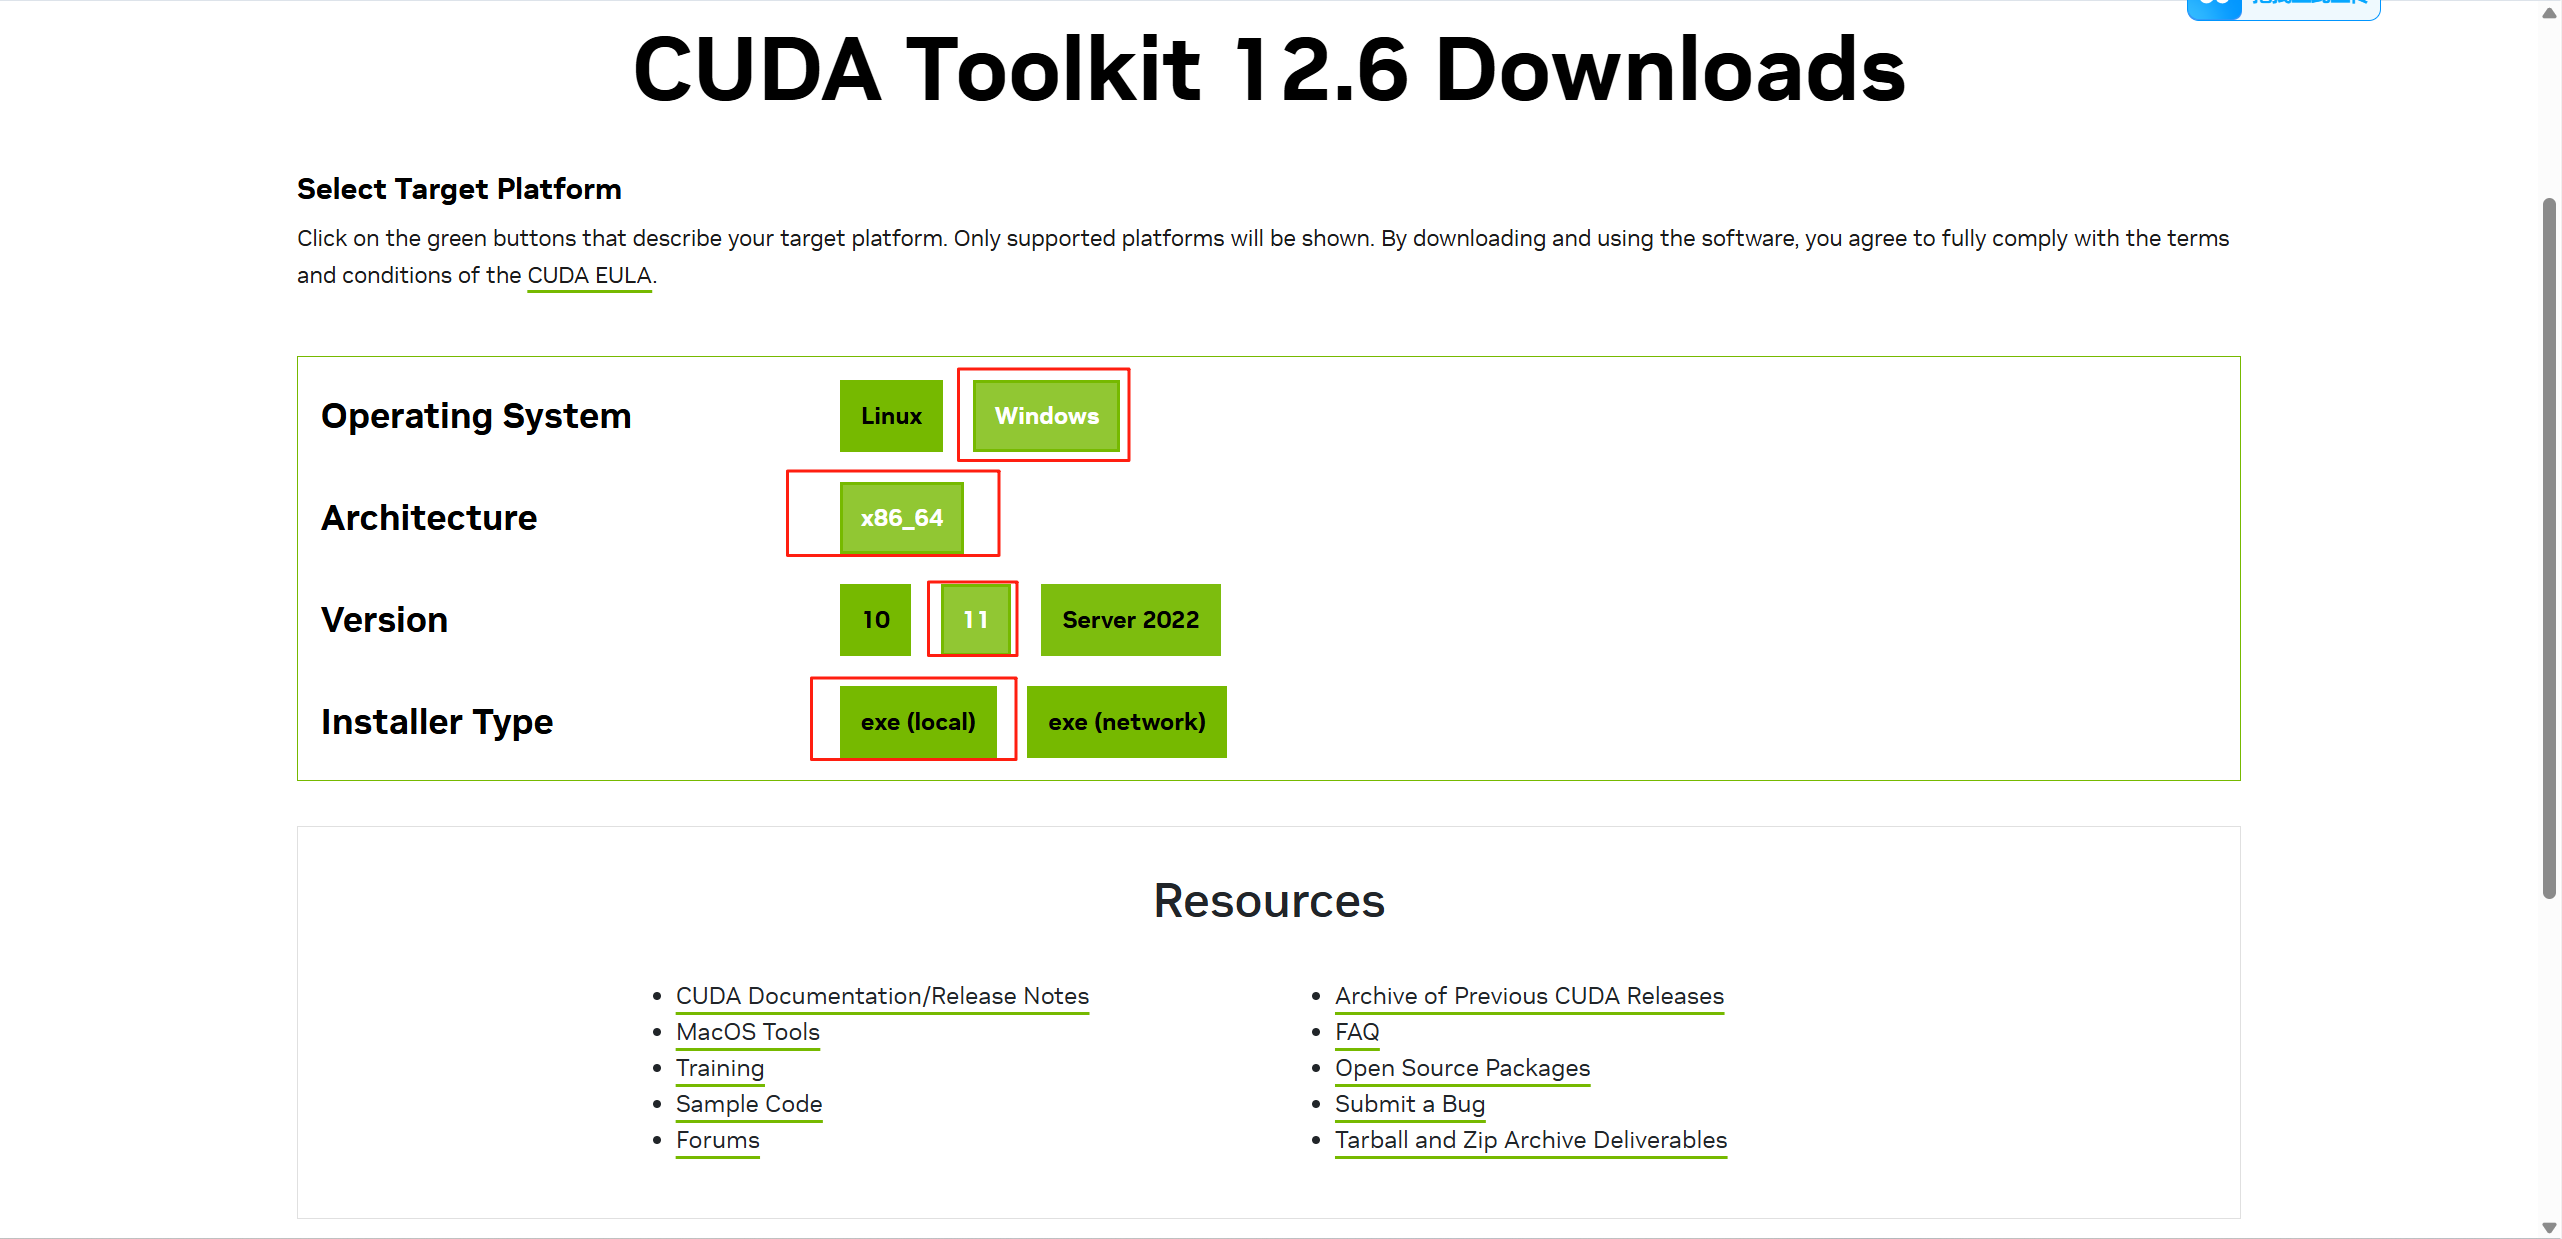 CUDA Toolkit 12.6 Downloads
Select Target Platform
Click on the green buttons that describe your target platform. Only supported platforms will be shown. By downloading and using the software, you agree to fully comply with the terms
and conditions of the CUDA EULA.
Operating System
Linux
Windows
Architecture
x86_64
Version
10
11
Server 2022
Installer Type
exe (local)
exe (network)
Resources
CUDA Documentation/Release Notes
MacOS Tools
Training
Sample Code
Forums
Archive of Previous CUDA Releases
FAQ
Open Source Packages
Submit a Bug
Tarball and Zip Archive Deliverables